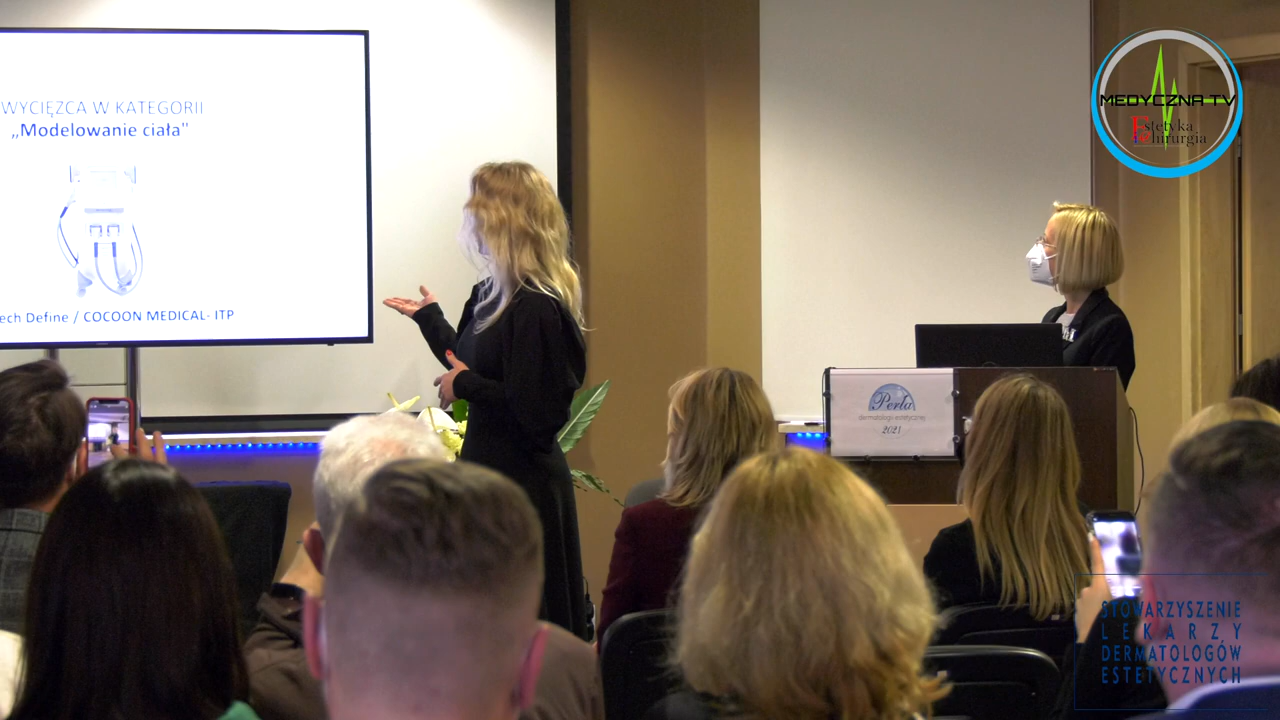 WYCIĘZCA W KATEGORII
„Modelowanie ciała"
ech Define / COCOON MEDICAL- ITP
MEDYCZNA TV
Estetyka
i Chirurgia
Perła
dermatologii estetycznej
2021
STOWARZYSZENIE
LEKARZY
DERMATOLOGÓW
ESTETYCZNYCH